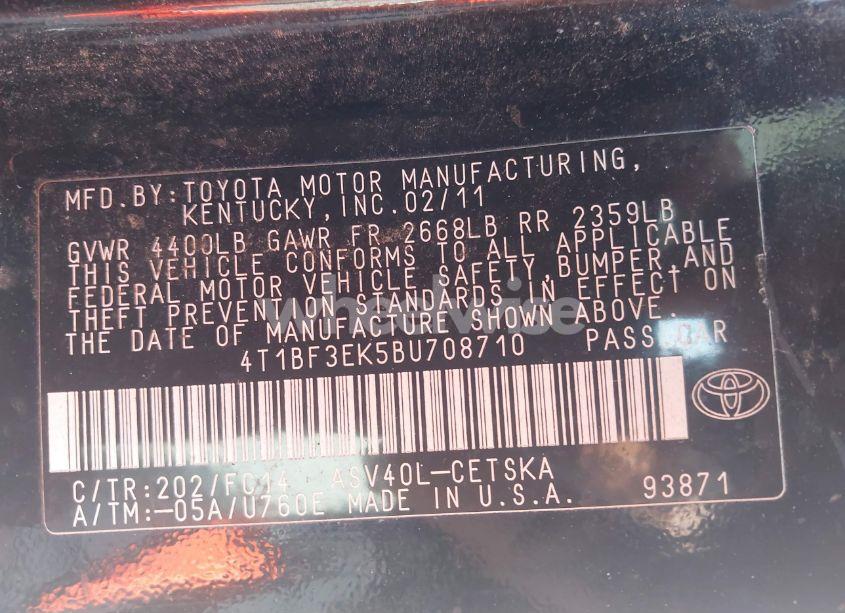 MFD.BY:TOYOTA MOTOR MANUFACTURING,
KENTUCKY,INC.02/11
GVWR 4400LB GAWR FR 2668LB RR 2359LB
THIS VEHICLE CONFORMS TO ALL APPLICABLE
FEDERAL MOTOR VEHICLE SAFETY,BUMPER AND
THEFT PREVENTION STANDARDS IN EFFECT ON
THE DATE OF MANUFACTURE SHOWN ABOVE.
4T1BF3EK5BU708710 PASS.CAR
C/TR:202/FC14 ASV40L-CETSKA
A/TM:-05A/U760E MADE IN U.S.A. 93871
wheelwise